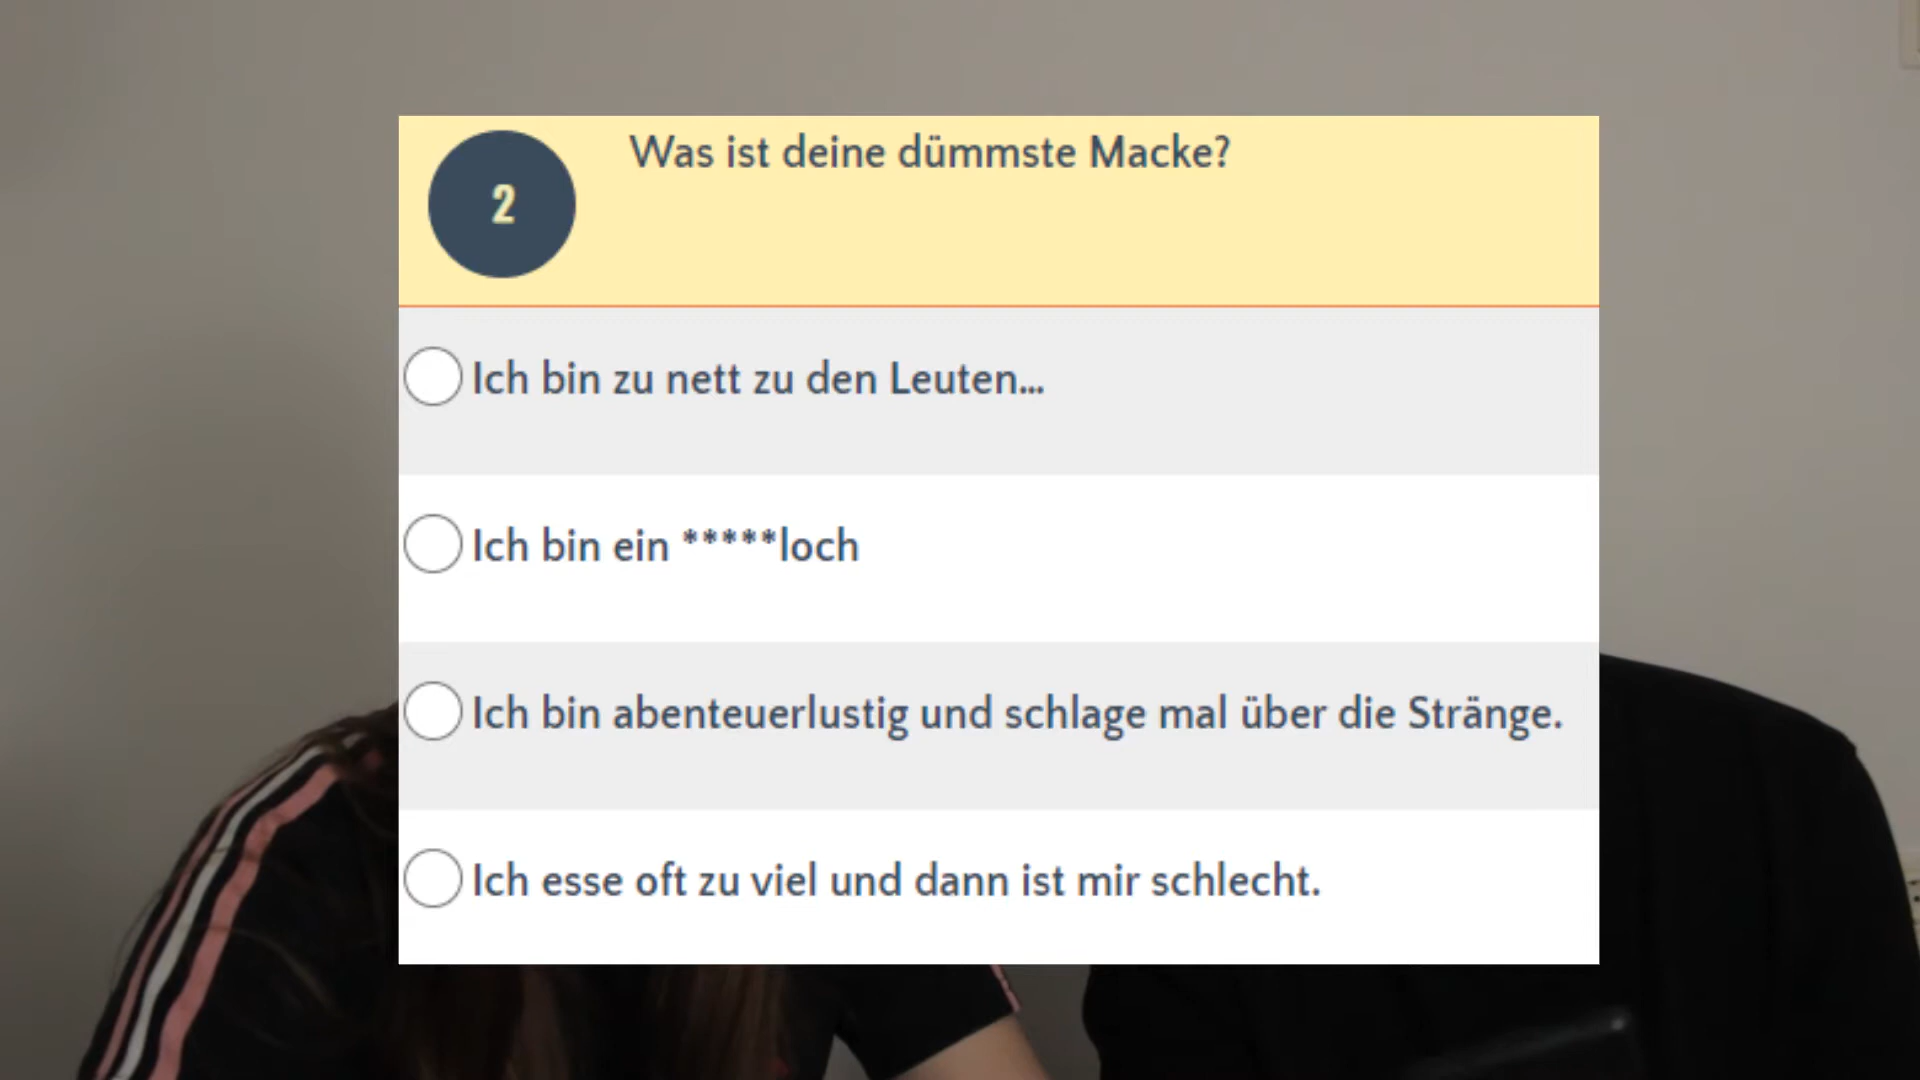 2
Was ist deine dümmste Macke?
Ich bin zu nett zu den Leuten...
Ich bin ein *****loch
Ich bin abenteuerlustig und schlage mal über die Stränge.
Ich esse oft zu viel und dann ist mir schlecht.